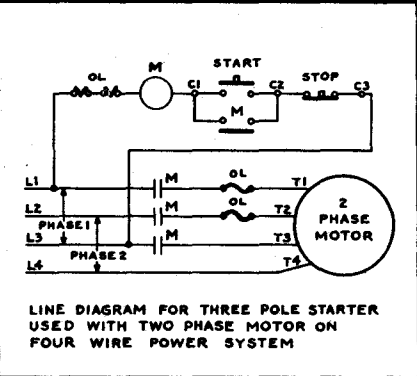 START
OL
M
C1
C2
STOP
C3
M
L1
M
OL
T1
L2
M
OL
T2
2
PHASE
MOTOR
PHASE 1
L3
M
T3
PHASE 2
L4
T4
LINE DIAGRAM FOR THREE POLE STARTER
USED WITH TWO PHASE MOTOR ON
FOUR WIRE POWER SYSTEM